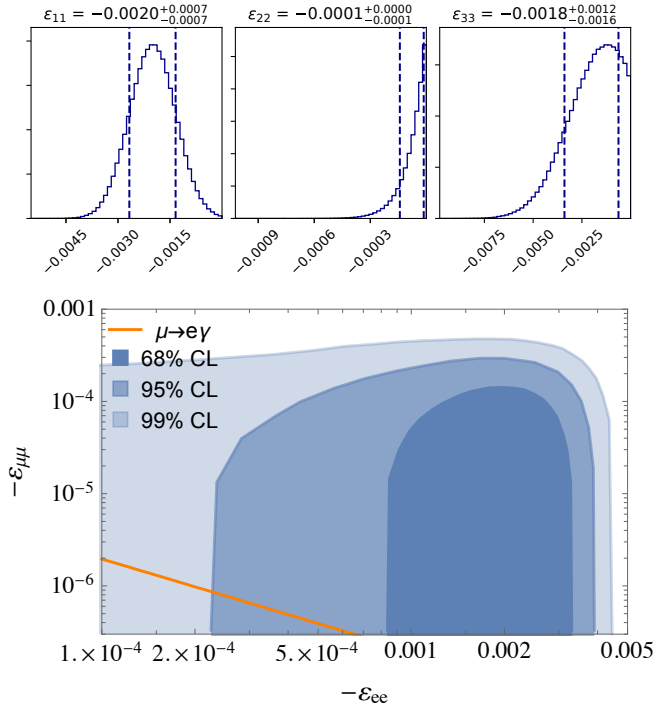 ε₁₁ = −0.0020⁺⁰·⁰⁰⁰⁷₋₀.₀₀₀₇ ε₂₂ = −0.0001⁺⁰·⁰⁰⁰⁰₋₀.₀₀₀₁ ε₃₃ = −0.0018⁺⁰·⁰⁰¹²₋₀.₀₀₁₆
−0.0045 −0.0030 −0.0015 −0.0009 −0.0006 −0.0003 −0.0075 −0.0050 −0.0025
0.001
μ→eγ
68% CL
95% CL
99% CL
10⁻⁴
−ε_μμ
10⁻⁵
10⁻⁶
1.×10⁻⁴ 2.×10⁻⁴ 5.×10⁻⁴ 0.001 0.002 0.005
−ε_ee